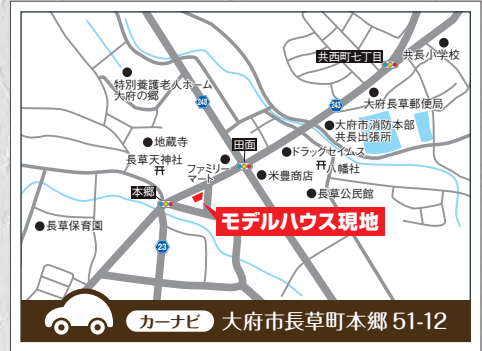 共西町七丁目
共長小学校
特別養護老人ホーム
大府の郷
248
243
大府長草郵便局
大府市消防本部
共長出張所
地蔵寺
田面
ドラッグセイムス
長草天神社
ファミリー
マート
八幡社
米豊商店
本郷
長草公民館
モデルハウス現地
長草保育園
23
カーナビ 大府市長草町本郷51-12